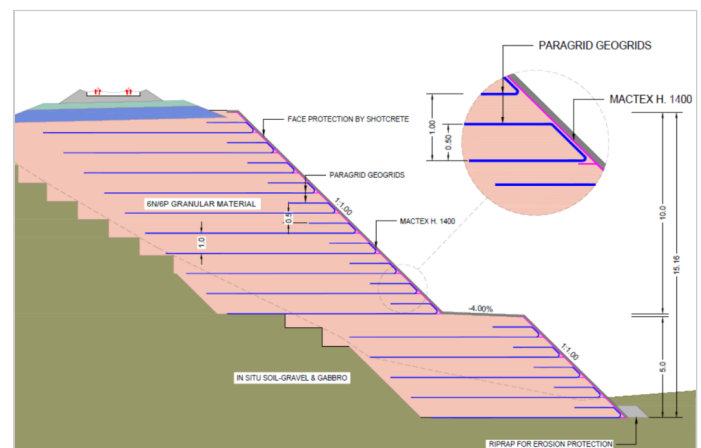 PARAGRID GEOGRIDS
MACTEX H. 1400
1.00
0.50
FACE PROTECTION BY SHOTCRETE
PARAGRID GEOGRIDS
6N/6P GRANULAR MATERIAL
1:1.00
0.5
MACTEX H. 1400
1.0
10.0
15.16
-4.00%
1:1.00
5.0
IN SITU SOIL-GRAVEL & GABBRO
RIPRAP FOR EROSION PROTECTION